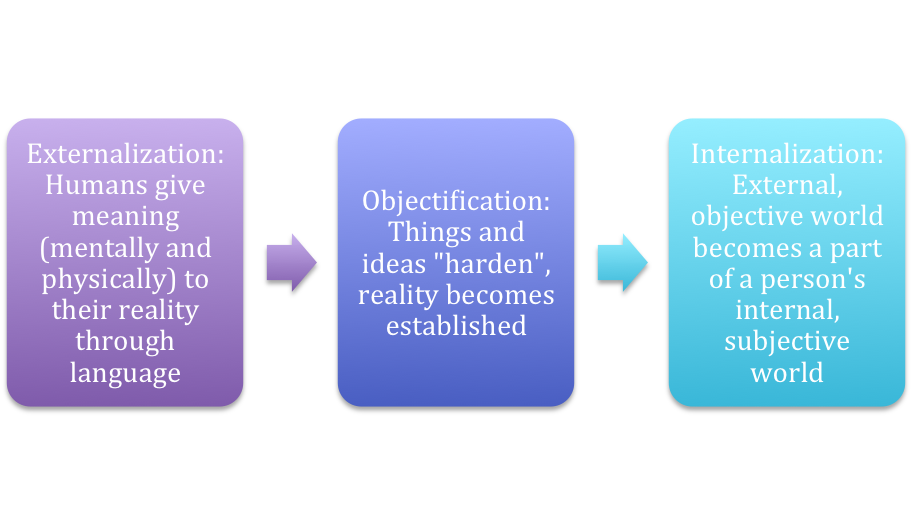 Externalization:
Humans give
meaning
(mentally and
physically) to
their reality
through
language
Objectification:
Things and
ideas "harden",
reality becomes
established
Internalization:
External,
objective world
becomes a part
of a person's
internal,
subjective
world